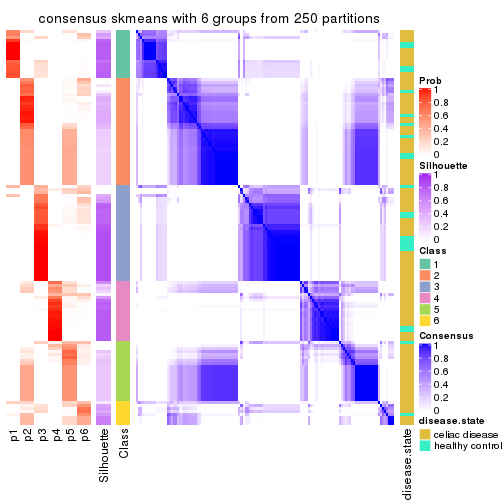 consensus skmeans with 6 groups from 250 partitions
Prob
1
0.8
0.6
0.4
0.2
0
Silhouette
1
0.8
0.6
0.4
0.2
0
Class
1
2
3
4
5
6
Consensus
1
0.8
0.6
0.4
0.2
0
disease.state
celiac disease
healthy control
p1
p2
p3
p4
p5
p6
Silhouette
Class
disease.state